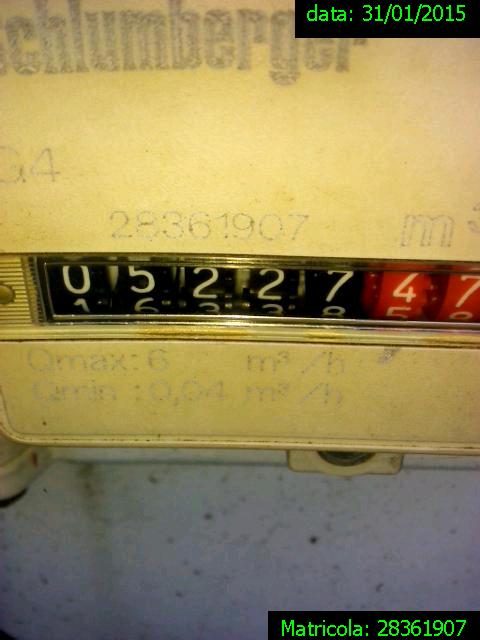 data: 31/01/2015
chlumberger
G4
28361907 m³
0 5 2 2 7 4 7
Qmax: 6 m³/h
Qmin : 0,04 m³/h
Matricola: 28361907